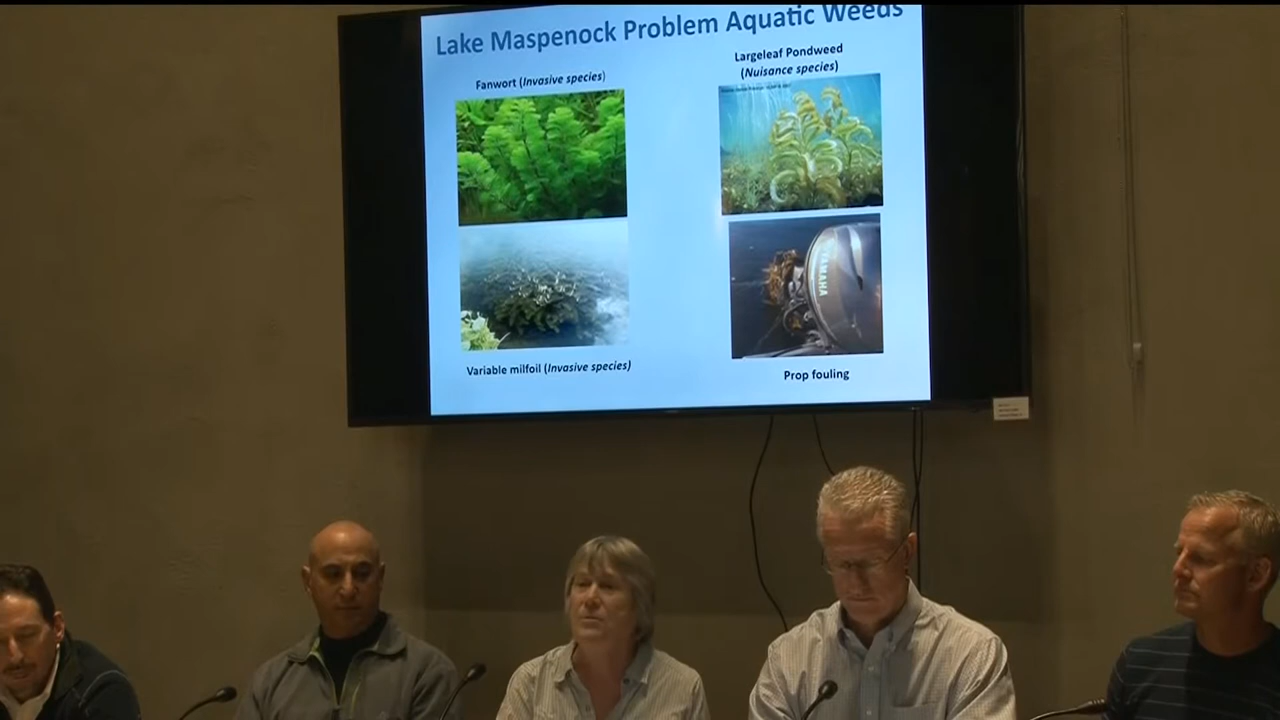 Lake Maspenock Problem Aquatic Weeds
Fanwort (Invasive species)
Largeleaf Pondweed
(Nuisance species)
YAMAHA
Variable milfoil (Invasive species)
Prop fouling